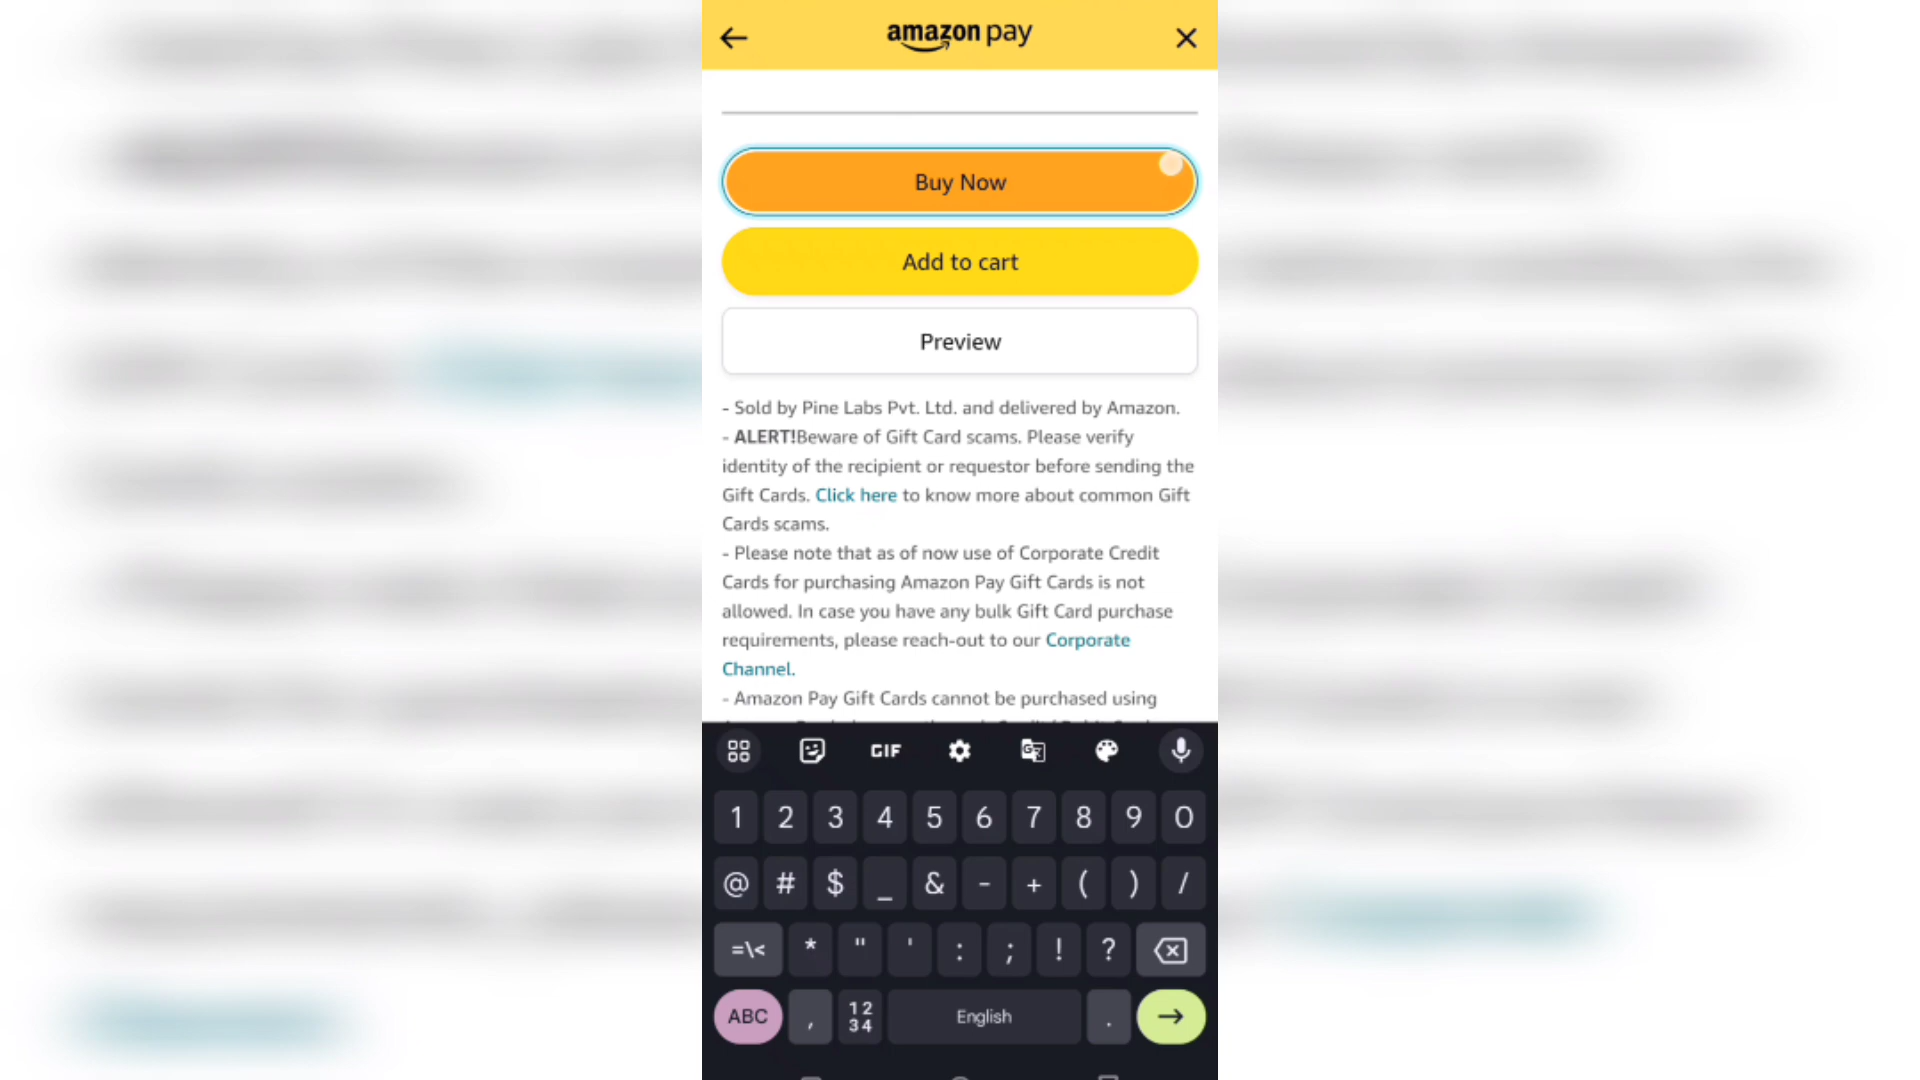 amazon pay
Buy Now
Add to cart
Preview
- Sold by Pine Labs Pvt. Ltd. and delivered by Amazon.
- ALERT!Beware of Gift Card scams. Please verify
identity of the recipient or requestor before sending the
Gift Cards. Click here to know more about common Gift
Cards scams.
- Please note that as of now use of Corporate Credit
Cards for purchasing Amazon Pay Gift Cards is not
allowed. In case you have any bulk Gift Card purchase
requirements, please reach-out to our Corporate
Channel.
- Amazon Pay Gift Cards cannot be purchased using
GIF
1 2 3 4 5 6 7 8 9 0
@ # $ _ & - + ( ) /
=\< * " ' : ; ! ?
ABC , 12 34 English .